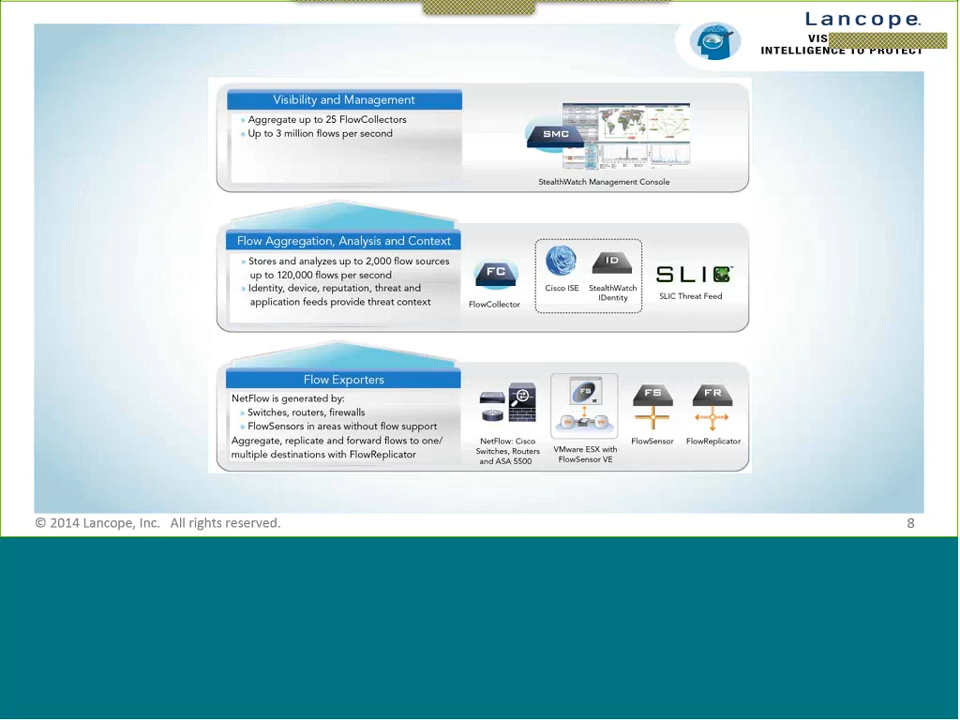 Lancope.
INTELLIGENCE TO PROTECT
Visibility and Management
» Aggregate up to 25 FlowCollectors
» Up to 3 million flows per second
SMC
StealthWatch Management Console
Flow Aggregation, Analysis and Context
» Stores and analyzes up to 2,000 flow sources
up to 120,000 flows per second
» Identity, device, reputation, threat and
application feeds provide threat context
FC
FlowCollector
Cisco ISE
ID
StealthWatch
IDentity
SLIC
SLIC Threat Feed
Flow Exporters
NetFlow is generated by:
» Switches, routers, firewalls
» FlowSensors in areas without flow support
Aggregate, replicate and forward flows to one/
multiple destinations with FlowReplicator
NetFlow: Cisco
Switches, Routers
and ASA 5500
FS
VMware ESX with
FlowSensor VE
FS
FlowSensor
FR
FlowReplicator
© 2014 Lancope, Inc. All rights reserved.
8